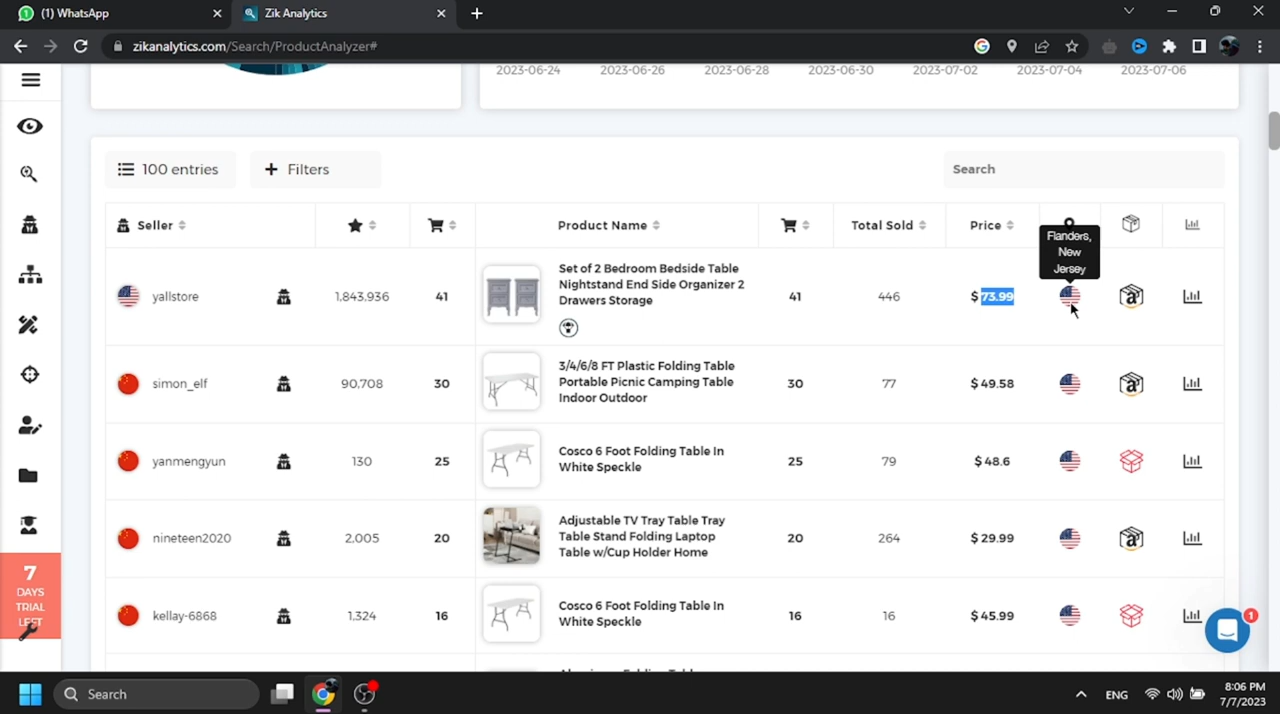 (1) WhatsApp
Zik Analytics
zikanalytics.com/Search/ProductAnalyzer#
2023-06-24 2023-06-26 2023-06-28 2023-06-30 2023-07-02 2023-07-04 2023-07-06
100 entries
+ Filters
Search
Seller Product Name Total Sold Price
Flanders,
New
Jersey
yallstore 1,843,936 41
Set of 2 Bedroom Bedside Table
Nightstand End Side Organizer 2
Drawers Storage
41 446 $ 73.99
simon_elf 90,708 30
3/4/6/8 FT Plastic Folding Table
Portable Picnic Camping Table
Indoor Outdoor
30 77 $ 49.58
yanmengyun 130 25
Cosco 6 Foot Folding Table In
White Speckle
25 79 $ 48.6
nineteen2020 2,005 20
Adjustable TV Tray Table Tray
Table Stand Folding Laptop
Table w/Cup Holder Home
20 264 $ 29.99
kellay-6868 1,324 16
Cosco 6 Foot Folding Table In
White Speckle
16 16 $ 45.99
7
DAYS
TRIAL
LEFT
1
Search
ENG
8:06 PM
7/7/2023